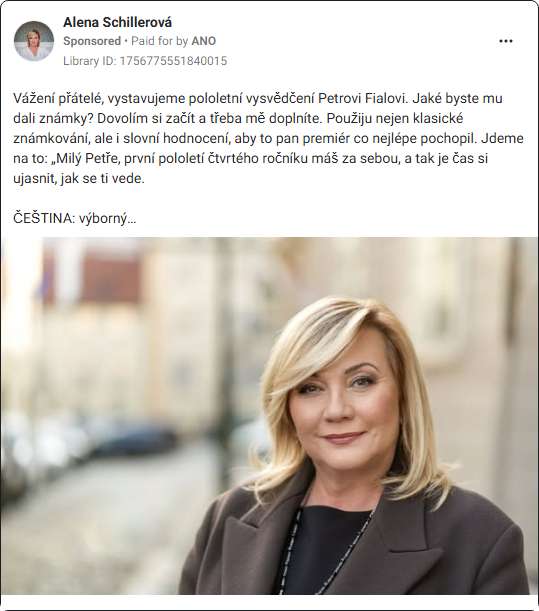 Alena Schillerová
Sponsored • Paid for by ANO
Library ID: 1756775551840015
Vážení přátelé, vystavujeme pololetní vysvědčení Petrovi Fialovi. Jaké byste mu
dali známky? Dovolím si začít a třeba mě doplníte. Použiju nejen klasické
známkování, ale i slovní hodnocení, aby to pan premiér co nejlépe pochopil. Jdeme
na to: „Milý Petře, první pololetí čtvrtého ročníku máš za sebou, a tak je čas si
ujasnit, jak se ti vede.
ČEŠTINA: výborný…